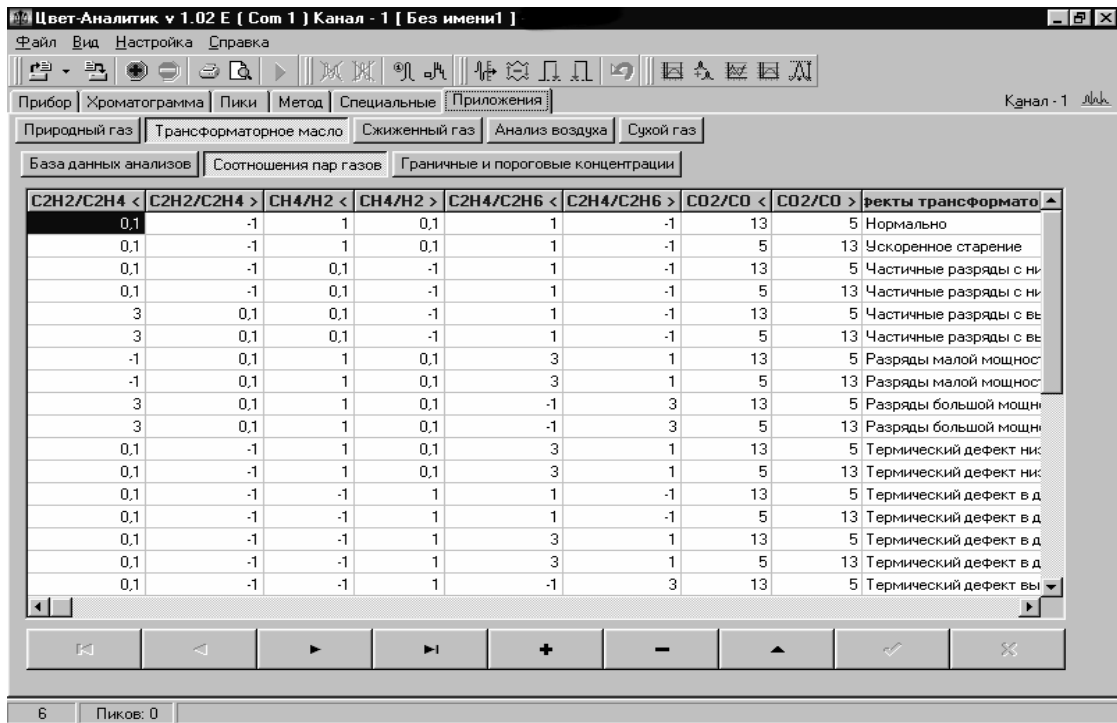 Цвет-Аналитик v 1.02 E ( Com 1 ) Канал - 1 [ Без имени1 ]
Файл Вид Настройка Справка
Прибор Хроматограмма Пики Метод Специальные Приложения Канал - 1
Природный газ Трансформаторное масло Сжиженный газ Анализ воздуха Сухой газ
База данных анализов Соотношения пар газов Граничные и пороговые концентрации
C2H2/C2H4 < C2H2/C2H4 > CH4/H2 < CH4/H2 > C2H4/C2H6 < C2H4/C2H6 > CO2/CO < CO2/CO > ректы трансформато
0,1 -1 1 0,1 1 -1 13 5 Нормально
0,1 -1 1 0,1 1 -1 5 13 Ускоренное старение
0,1 -1 0,1 -1 1 -1 13 5 Частичные разряды с ни
0,1 -1 0,1 -1 1 -1 5 13 Частичные разряды с ни
3 0,1 0,1 -1 1 -1 13 5 Частичные разряды с вы
3 0,1 0,1 -1 1 -1 5 13 Частичные разряды с вы
-1 0,1 1 0,1 3 1 13 5 Разряды малой мощност
-1 0,1 1 0,1 3 1 5 13 Разряды малой мощност
3 0,1 1 0,1 -1 3 13 5 Разряды большой мощн
3 0,1 1 0,1 -1 3 5 13 Разряды большой мощн
0,1 -1 1 0,1 3 1 13 5 Термический дефект низ
0,1 -1 1 0,1 3 1 5 13 Термический дефект низ
0,1 -1 -1 1 1 -1 13 5 Термический дефект в д
0,1 -1 -1 1 1 -1 5 13 Термический дефект в д
0,1 -1 -1 1 3 1 13 5 Термический дефект в д
0,1 -1 -1 1 3 1 5 13 Термический дефект в д
0,1 -1 -1 1 -1 3 13 5 Термический дефект вы
6 Пиков: 0